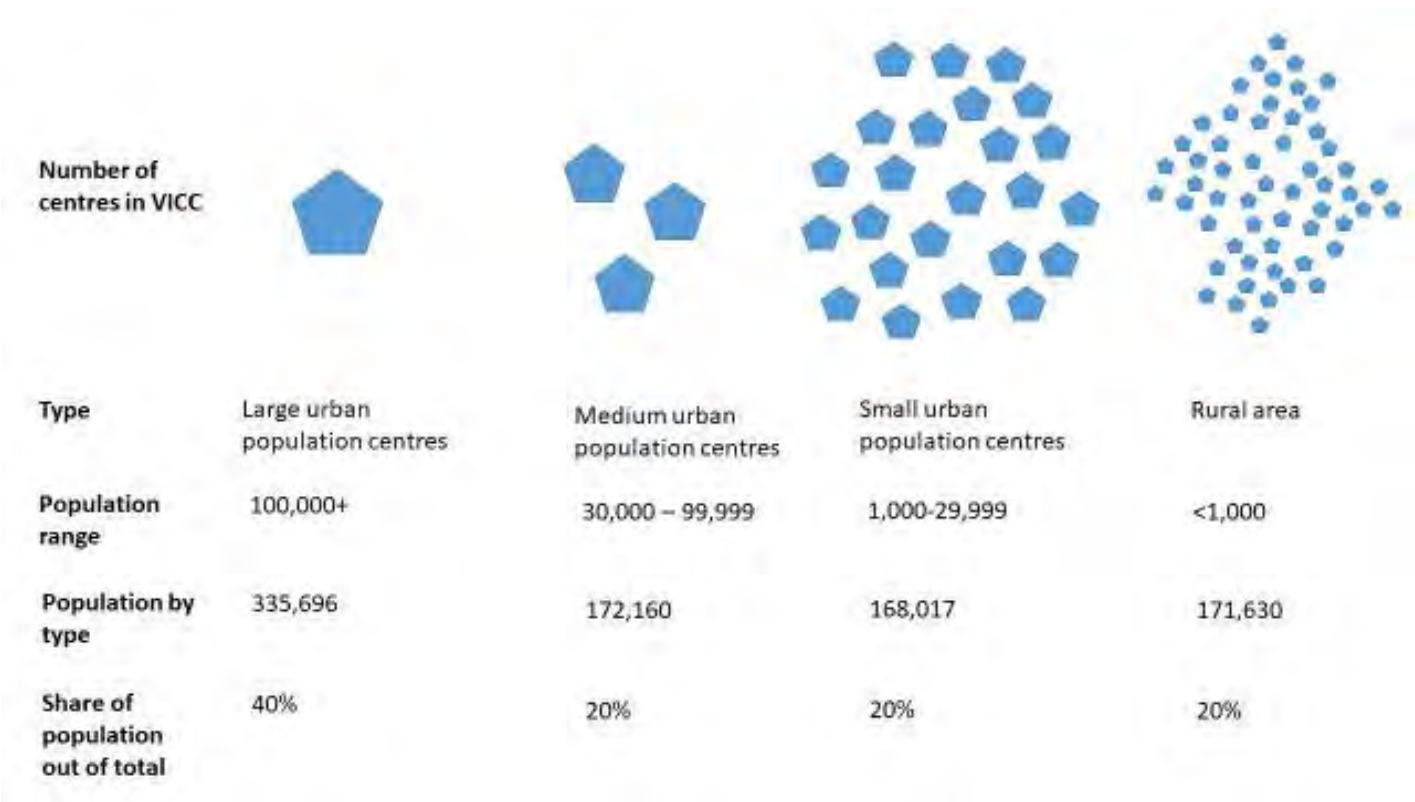 Number of
centres in VICC
Type
Large urban
population centres
Medium urban
population centres
Small urban
population centres
Rural area
Population
range
100,000+
30,000 – 99,999
1,000-29,999
<1,000
Population by
type
335,696
172,160
168,017
171,630
Share of
population
out of total
40%
20%
20%
20%